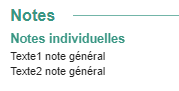 Notes
Notes individuelles
Texte1 note général
Texte2 note général